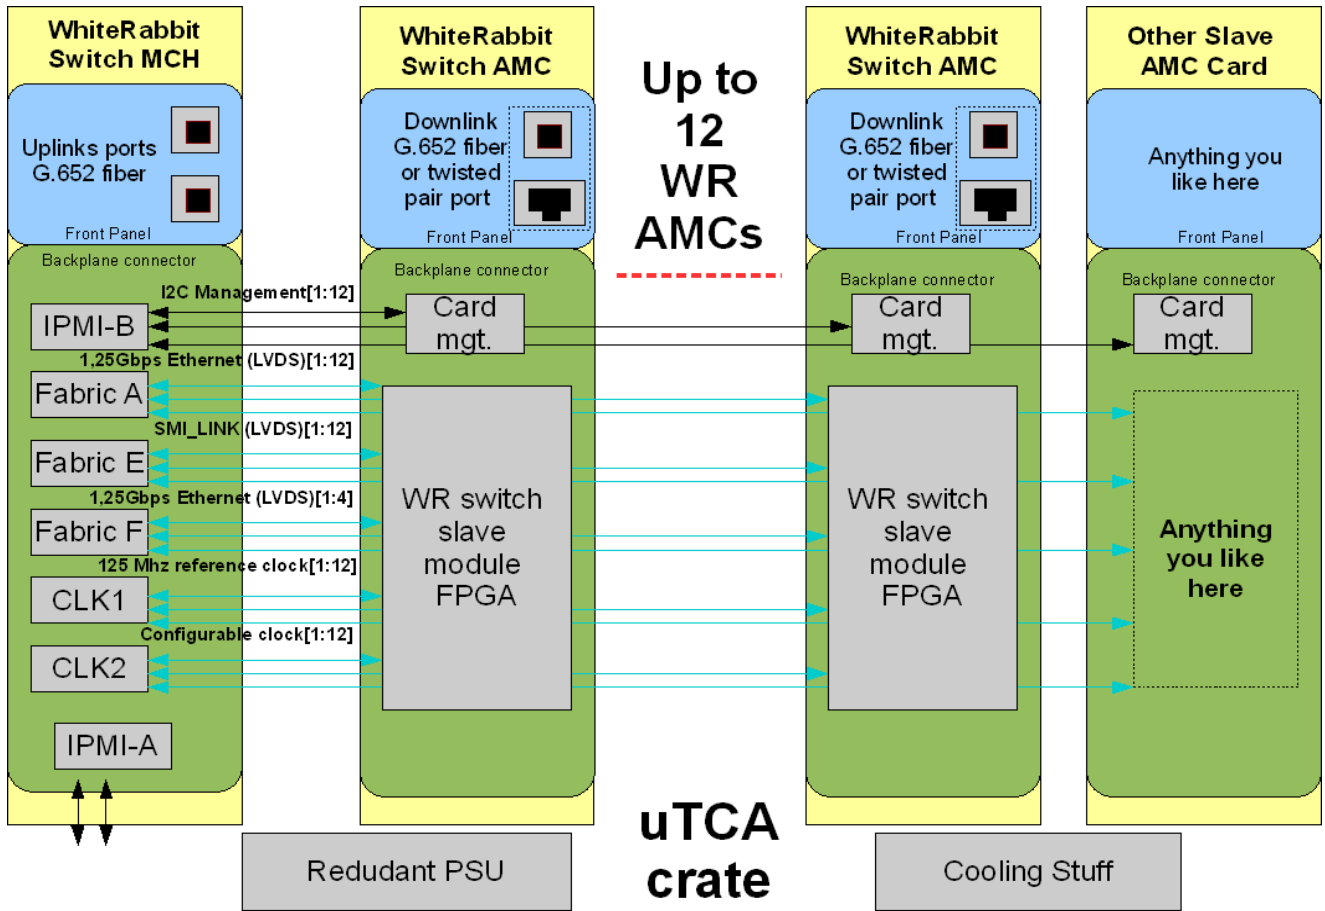 WhiteRabbit
Switch MCH
Uplinks ports
G.652 fiber
Front Panel
Backplane connector
I2C Management[1:12]
IPMI-B
1,25Gbps Ethernet (LVDS)[1:12]
Fabric A
SMI_LINK (LVDS)[1:12]
Fabric E
1,25Gbps Ethernet (LVDS)[1:4]
Fabric F
125 Mhz reference clock[1:12]
CLK1
Configurable clock[1:12]
CLK2
IPMI-A
WhiteRabbit
Switch AMC
Downlink
G.652 fiber
or twisted
pair port
Front Panel
Backplane connector
Card
mgt.
WR switch
slave
module
FPGA
Up to
12
WR
AMCs
WhiteRabbit
Switch AMC
Downlink
G.652 fiber
or twisted
pair port
Front Panel
Backplane connector
Card
mgt.
WR switch
slave
module
FPGA
Other Slave
AMC Card
Anything you
like here
Front Panel
Backplane connector
Card
mgt.
Anything
you like
here
Redudant PSU
uTCA
crate
Cooling Stuff